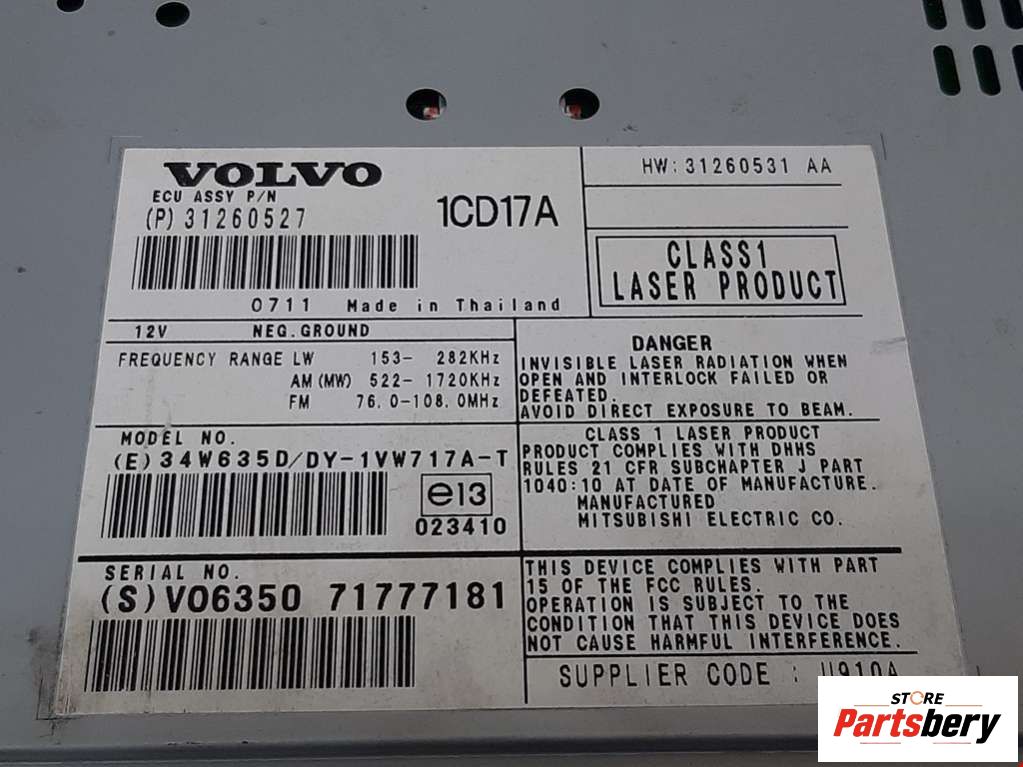 VOLVO
ECU ASSY P/N
(P) 31260527
1CD17A
0711 Made in Thailand
HW: 31260531 AA
CLASS1
LASER PRODUCT
12V NEG. GROUND
FREQUENCY RANGE LW 153- 282KHz
AM (MW) 522- 1720KHz
FM 76.0-108.0MHz
DANGER
INVISIBLE LASER RADIATION WHEN
OPEN AND INTERLOCK FAILED OR
DEFEATED.
AVOID DIRECT EXPOSURE TO BEAM.
MODEL NO.
(E) 34W635D/DY-1VW717A-T
e13
023410
CLASS 1 LASER PRODUCT
PRODUCT COMPLIES WITH DHHS
RULES 21 CFR SUBCHAPTER J PART
1040:10 AT DATE OF MANUFACTURE.
MANUFACTURED
MITSUBISHI ELECTRIC CO.
SERIAL NO.
(S) VO6350 71777181
THIS DEVICE COMPLIES WITH PART
15 OF THE FCC RULES.
OPERATION IS SUBJECT TO THE
CONDITION THAT THIS DEVICE DOES
NOT CAUSE HARMFUL INTERFERENCE.
SUPPLIER CODE : U910A
STORE
Partsbery